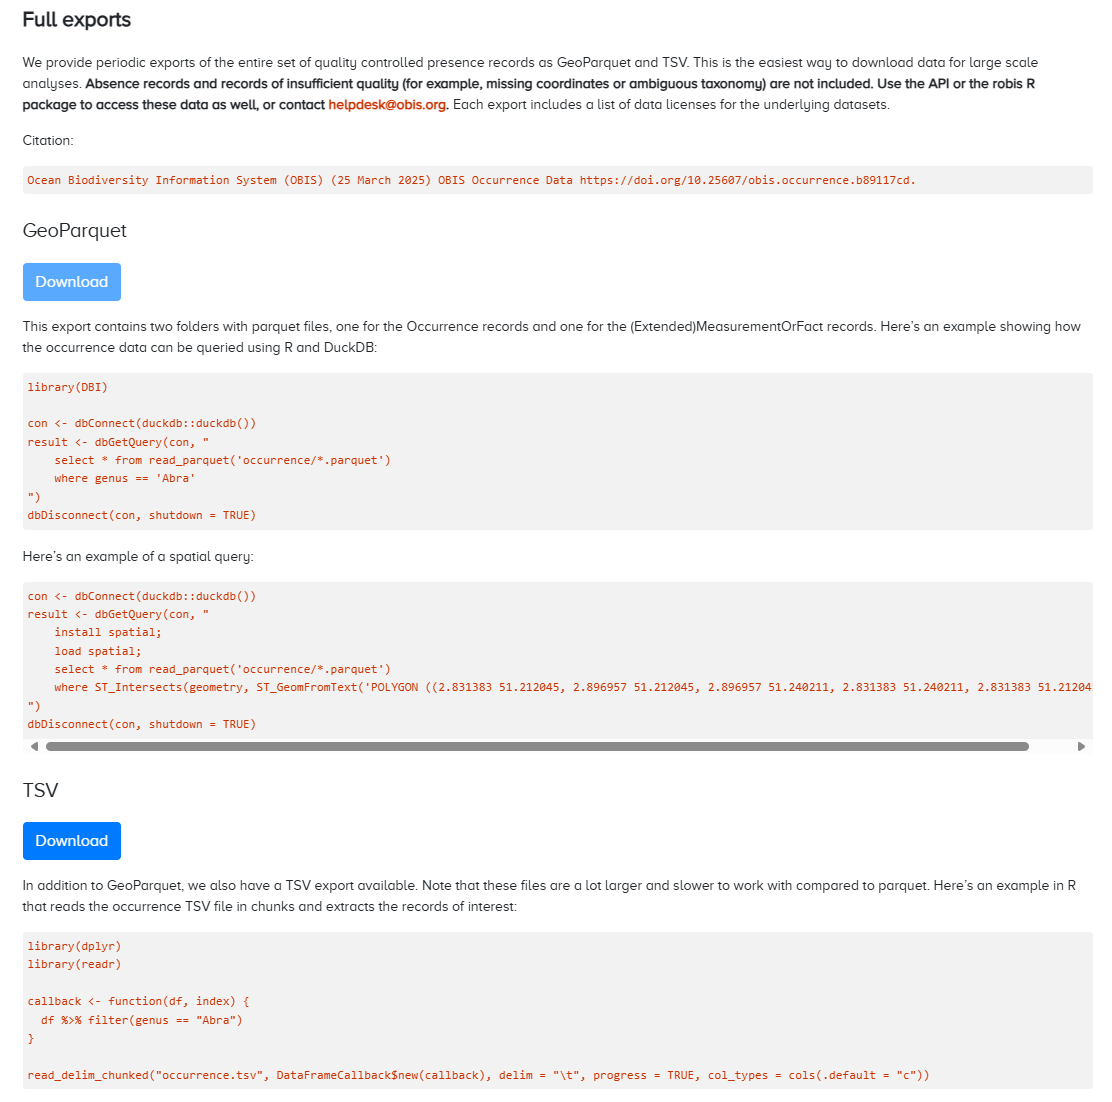 Full exports
We provide periodic exports of the entire set of quality controlled presence records as GeoParquet and TSV. This is the easiest way to download data for large scale
analyses. Absence records and records of insufficient quality (for example, missing coordinates or ambiguous taxonomy) are not included. Use the API or the robis R
package to access these data as well, or contact helpdesk@obis.org. Each export includes a list of data licenses for the underlying datasets.
Citation:
Ocean Biodiversity Information System (OBIS) (25 March 2025) OBIS Occurrence Data https://doi.org/10.25607/obis.occurrence.b89117cd.
GeoParquet
Download
This export contains two folders with parquet files, one for the Occurrence records and one for the (Extended)MeasurementOrFact records. Here's an example showing how
the occurrence data can be queried using R and DuckDB:
library(DBI)
con <- dbConnect(duckdb::duckdb())
result <- dbGetQuery(con, "
    select * from read_parquet('occurrence/*.parquet')
    where genus == 'Abra'
")
dbDisconnect(con, shutdown = TRUE)
Here's an example of a spatial query:
con <- dbConnect(duckdb::duckdb())
result <- dbGetQuery(con, "
    install spatial;
    load spatial;
    select * from read_parquet('occurrence/*.parquet')
    where ST_Intersects(geometry, ST_GeomFromText('POLYGON ((2.831383 51.212045, 2.896957 51.212045, 2.896957 51.240211, 2.831383 51.240211, 2.831383 51.21204
")
dbDisconnect(con, shutdown = TRUE)
TSV
Download
In addition to GeoParquet, we also have a TSV export available. Note that these files are a lot larger and slower to work with compared to parquet. Here's an example in R
that reads the occurrence TSV file in chunks and extracts the records of interest:
library(dplyr)
library(readr)
callback <- function(df, index) {
  df %>% filter(genus == "Abra")
}
read_delim_chunked("occurrence.tsv", DataFrameCallback$new(callback), delim = "\t", progress = TRUE, col_types = cols(.default = "c"))